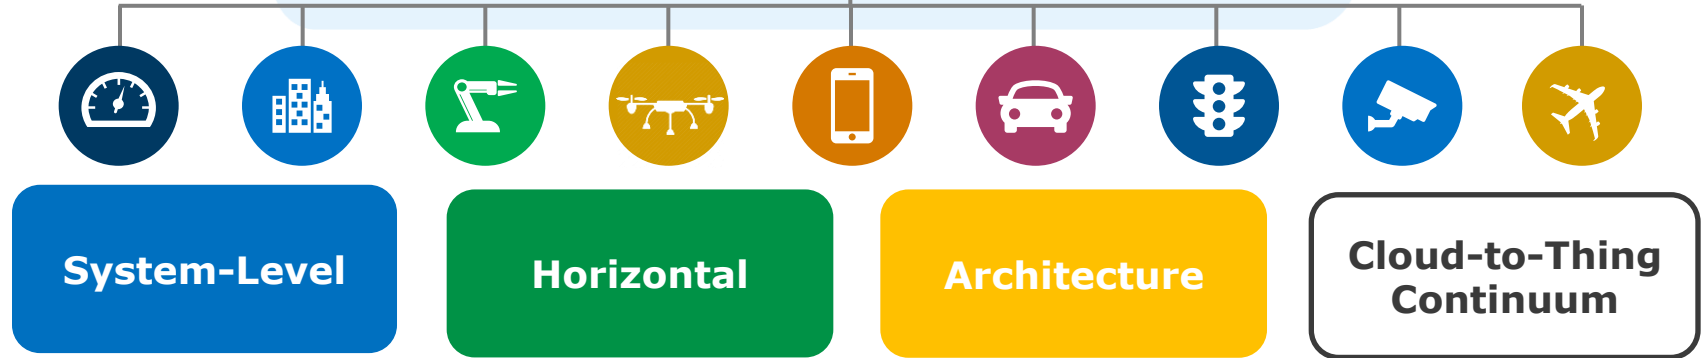 System-Level
Horizontal
Architecture
Cloud-to-Thing
Continuum